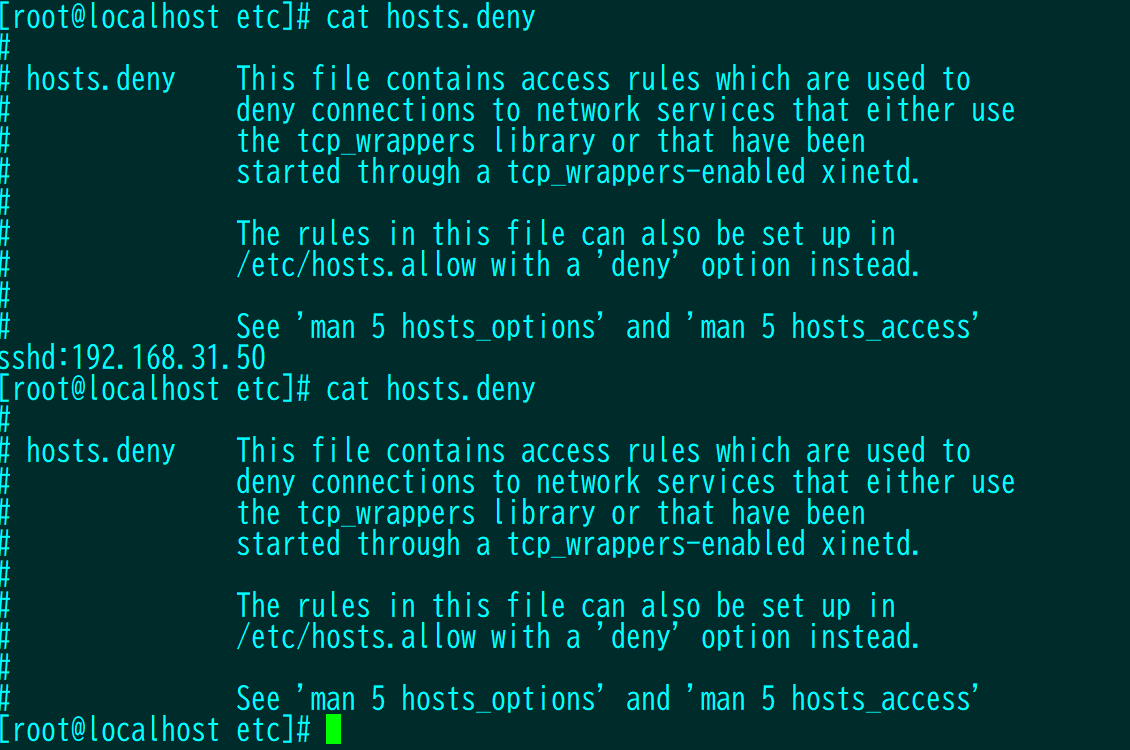 [root@localhost etc]# cat hosts.deny
#
# hosts.deny    This file contains access rules which are used to
#               deny connections to network services that either use
#               the tcp_wrappers library or that have been
#               started through a tcp_wrappers-enabled xinetd.
#
#               The rules in this file can also be set up in
#               /etc/hosts.allow with a 'deny' option instead.
#
#               See 'man 5 hosts_options' and 'man 5 hosts_access'
sshd:192.168.31.50
[root@localhost etc]# cat hosts.deny
#
# hosts.deny    This file contains access rules which are used to
#               deny connections to network services that either use
#               the tcp_wrappers library or that have been
#               started through a tcp_wrappers-enabled xinetd.
#
#               The rules in this file can also be set up in
#               /etc/hosts.allow with a 'deny' option instead.
#
#               See 'man 5 hosts_options' and 'man 5 hosts_access'
[root@localhost etc]#